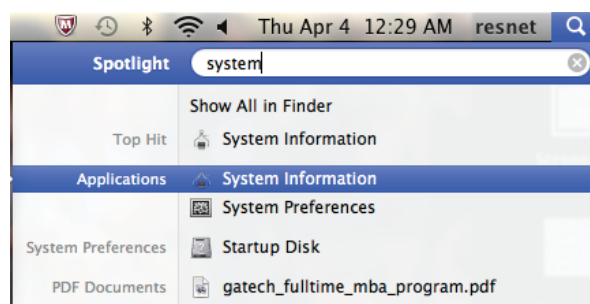 Thu Apr 4 12:29 AM resnet
Spotlight system
Show All in Finder
Top Hit System Information
Applications System Information
System Preferences
System Preferences Startup Disk
PDF Documents gatech_fulltime_mba_program.pdf